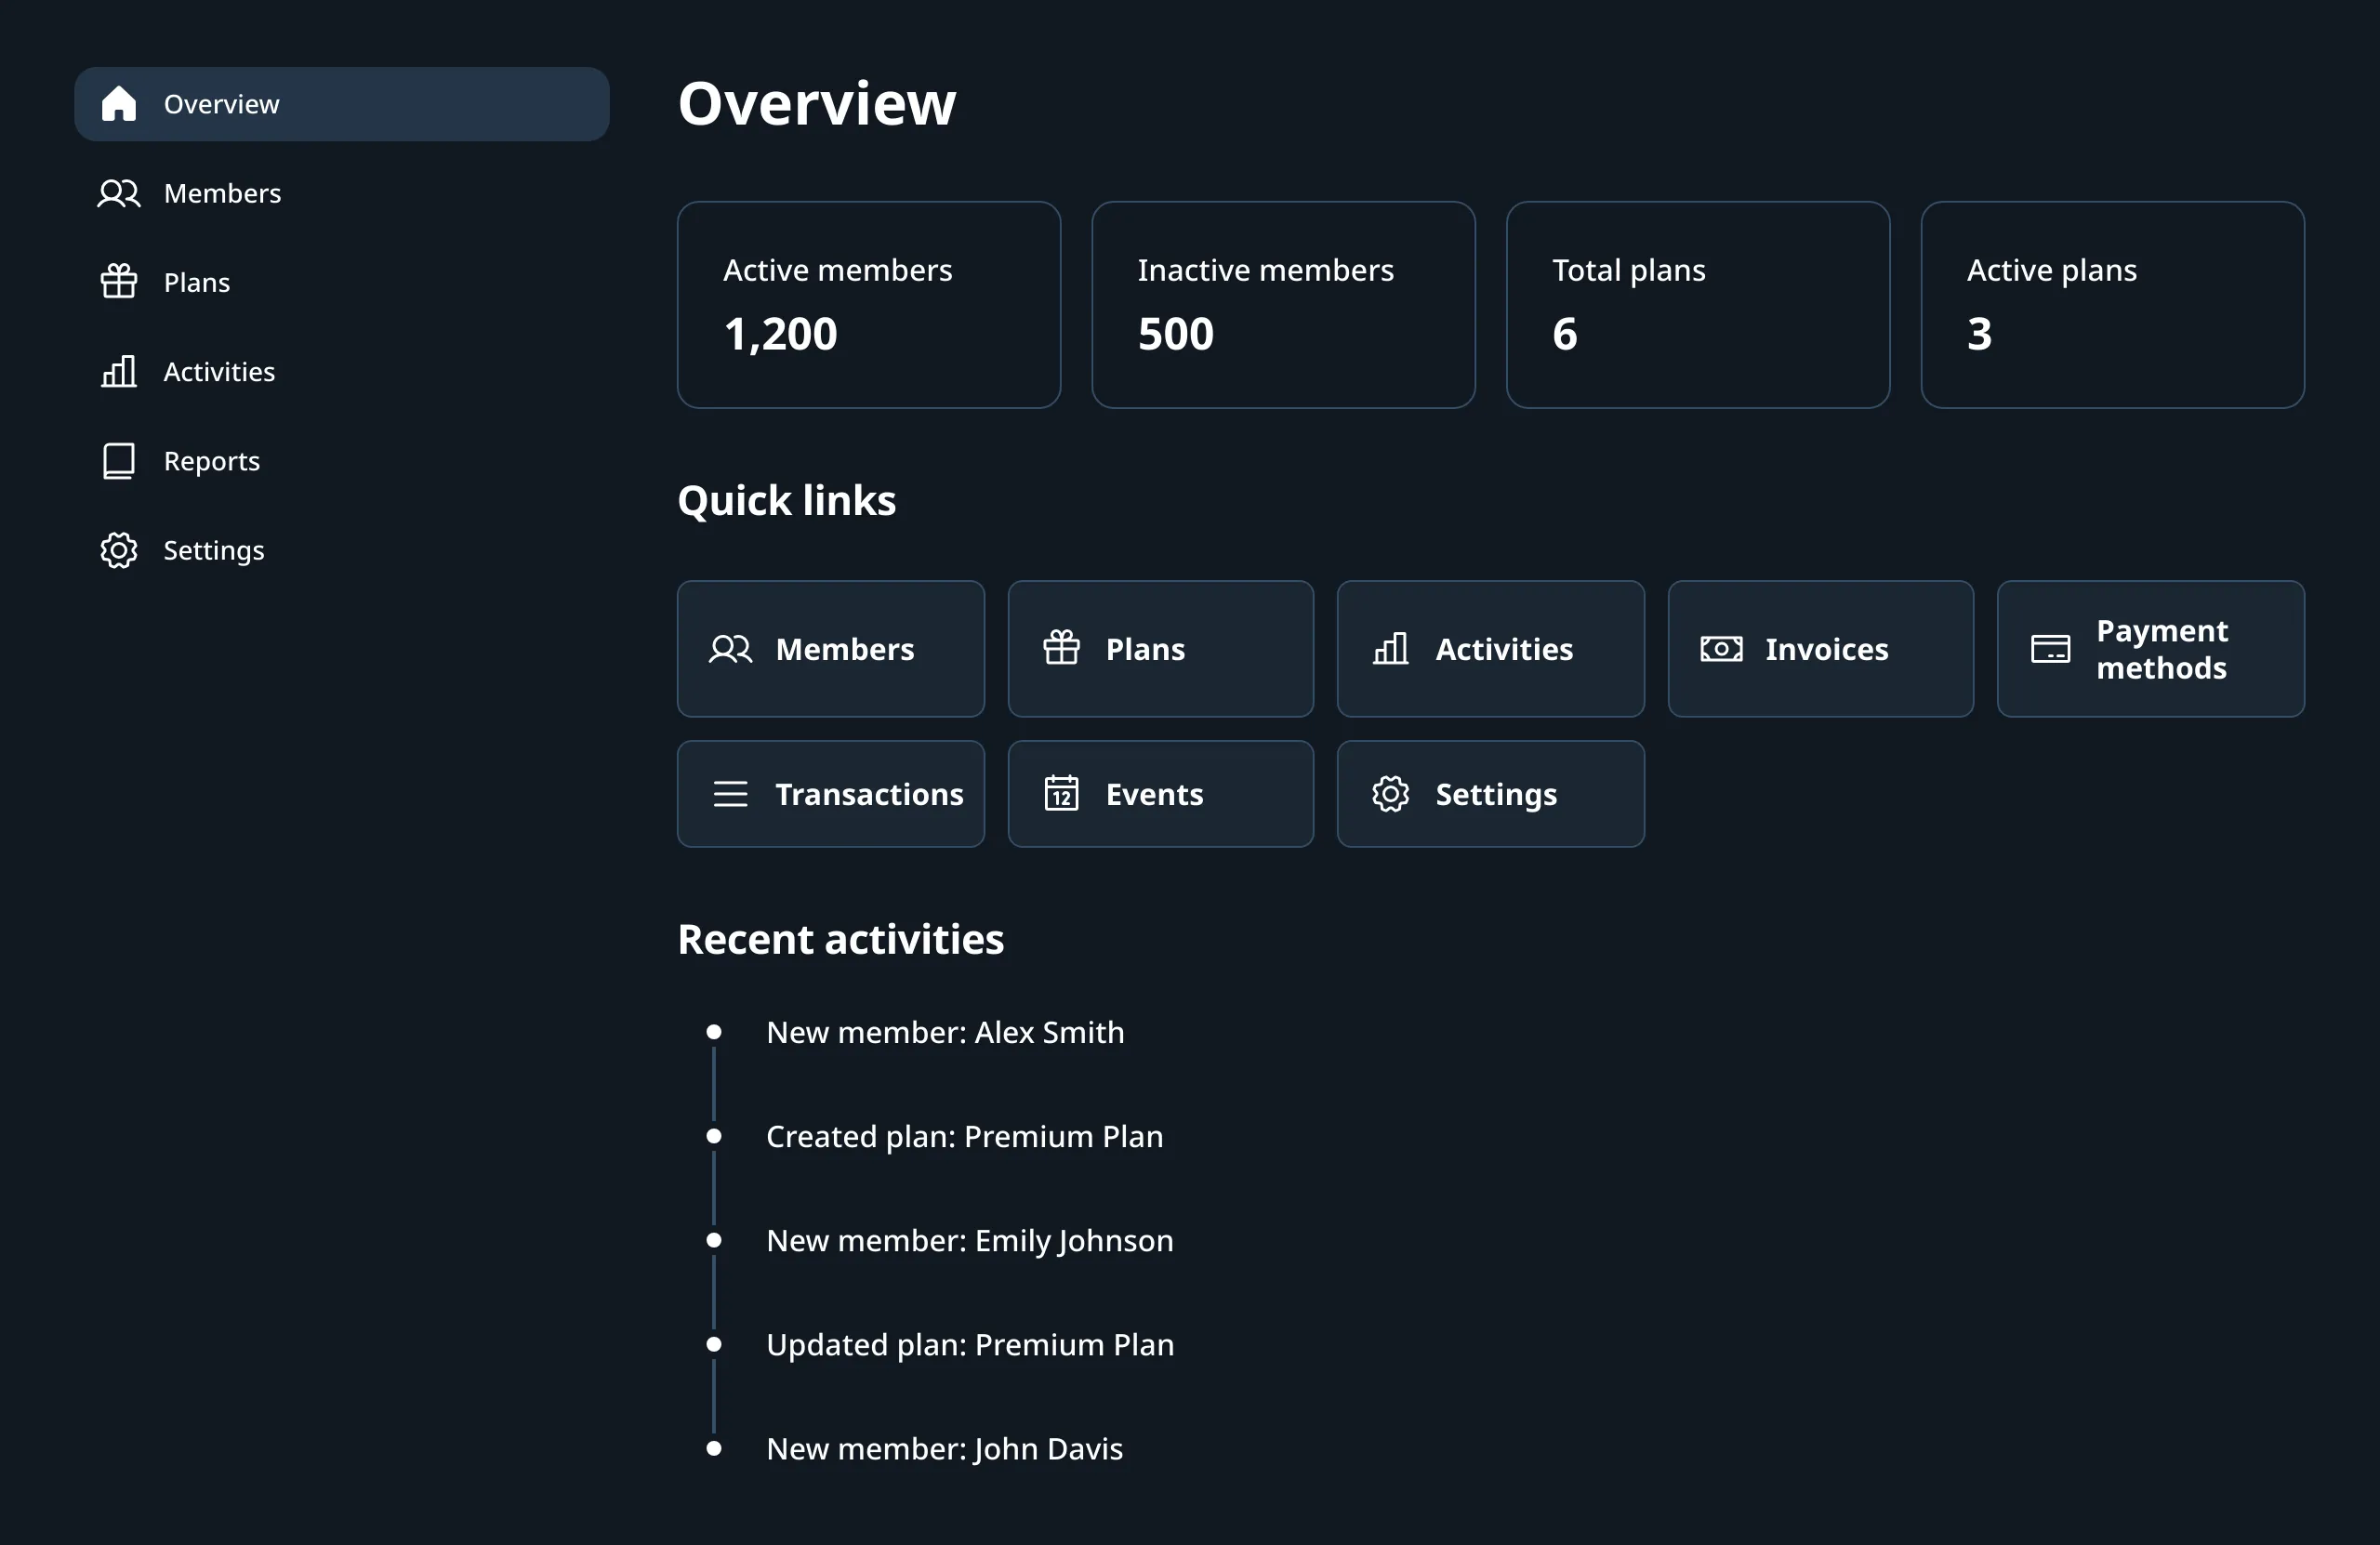 Overview
Members
Plans
Activities
Reports
Settings
Overview
Active members
1,200
Inactive members
500
Total plans
6
Active plans
3
Quick links
Members
Plans
Activities
Invoices
Payment
methods
Transactions
12
Events
Settings
Recent activities
New member: Alex Smith
Created plan: Premium Plan
New member: Emily Johnson
Updated plan: Premium Plan
New member: John Davis